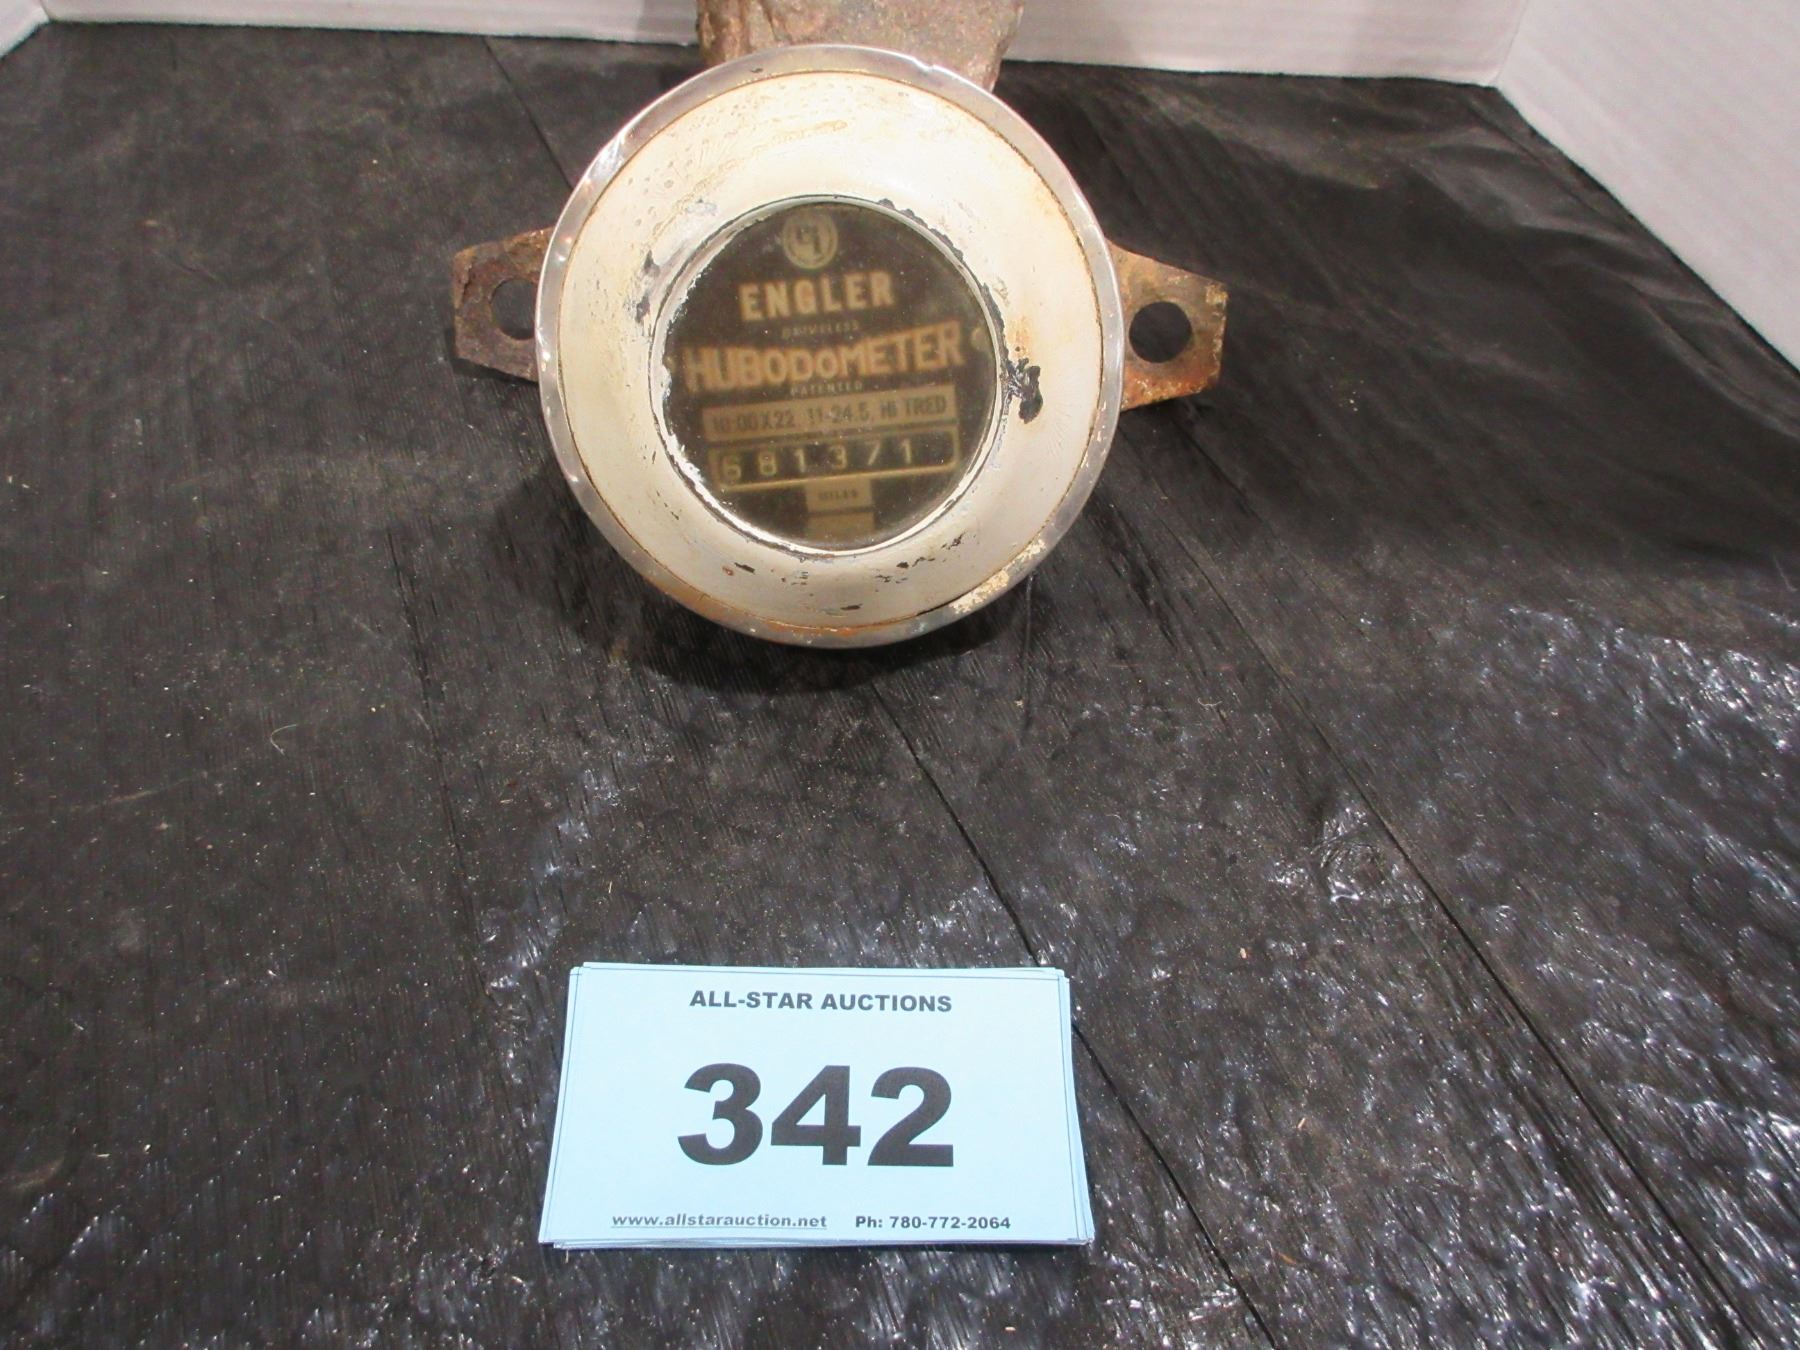 ENGLER
DRIVELESS
HUBODOMETER
PATENTED
10:00X22, 11-24.5, HI TRED
681371
MILES
ALL-STAR AUCTIONS
342
www.allstarauction.net Ph: 780-772-2064